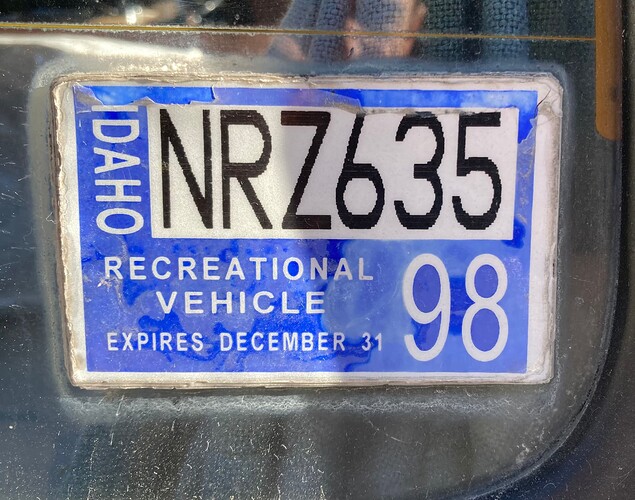 IDAHO
NRZ635
RECREATIONAL
VEHICLE
EXPIRES DECEMBER 31
98